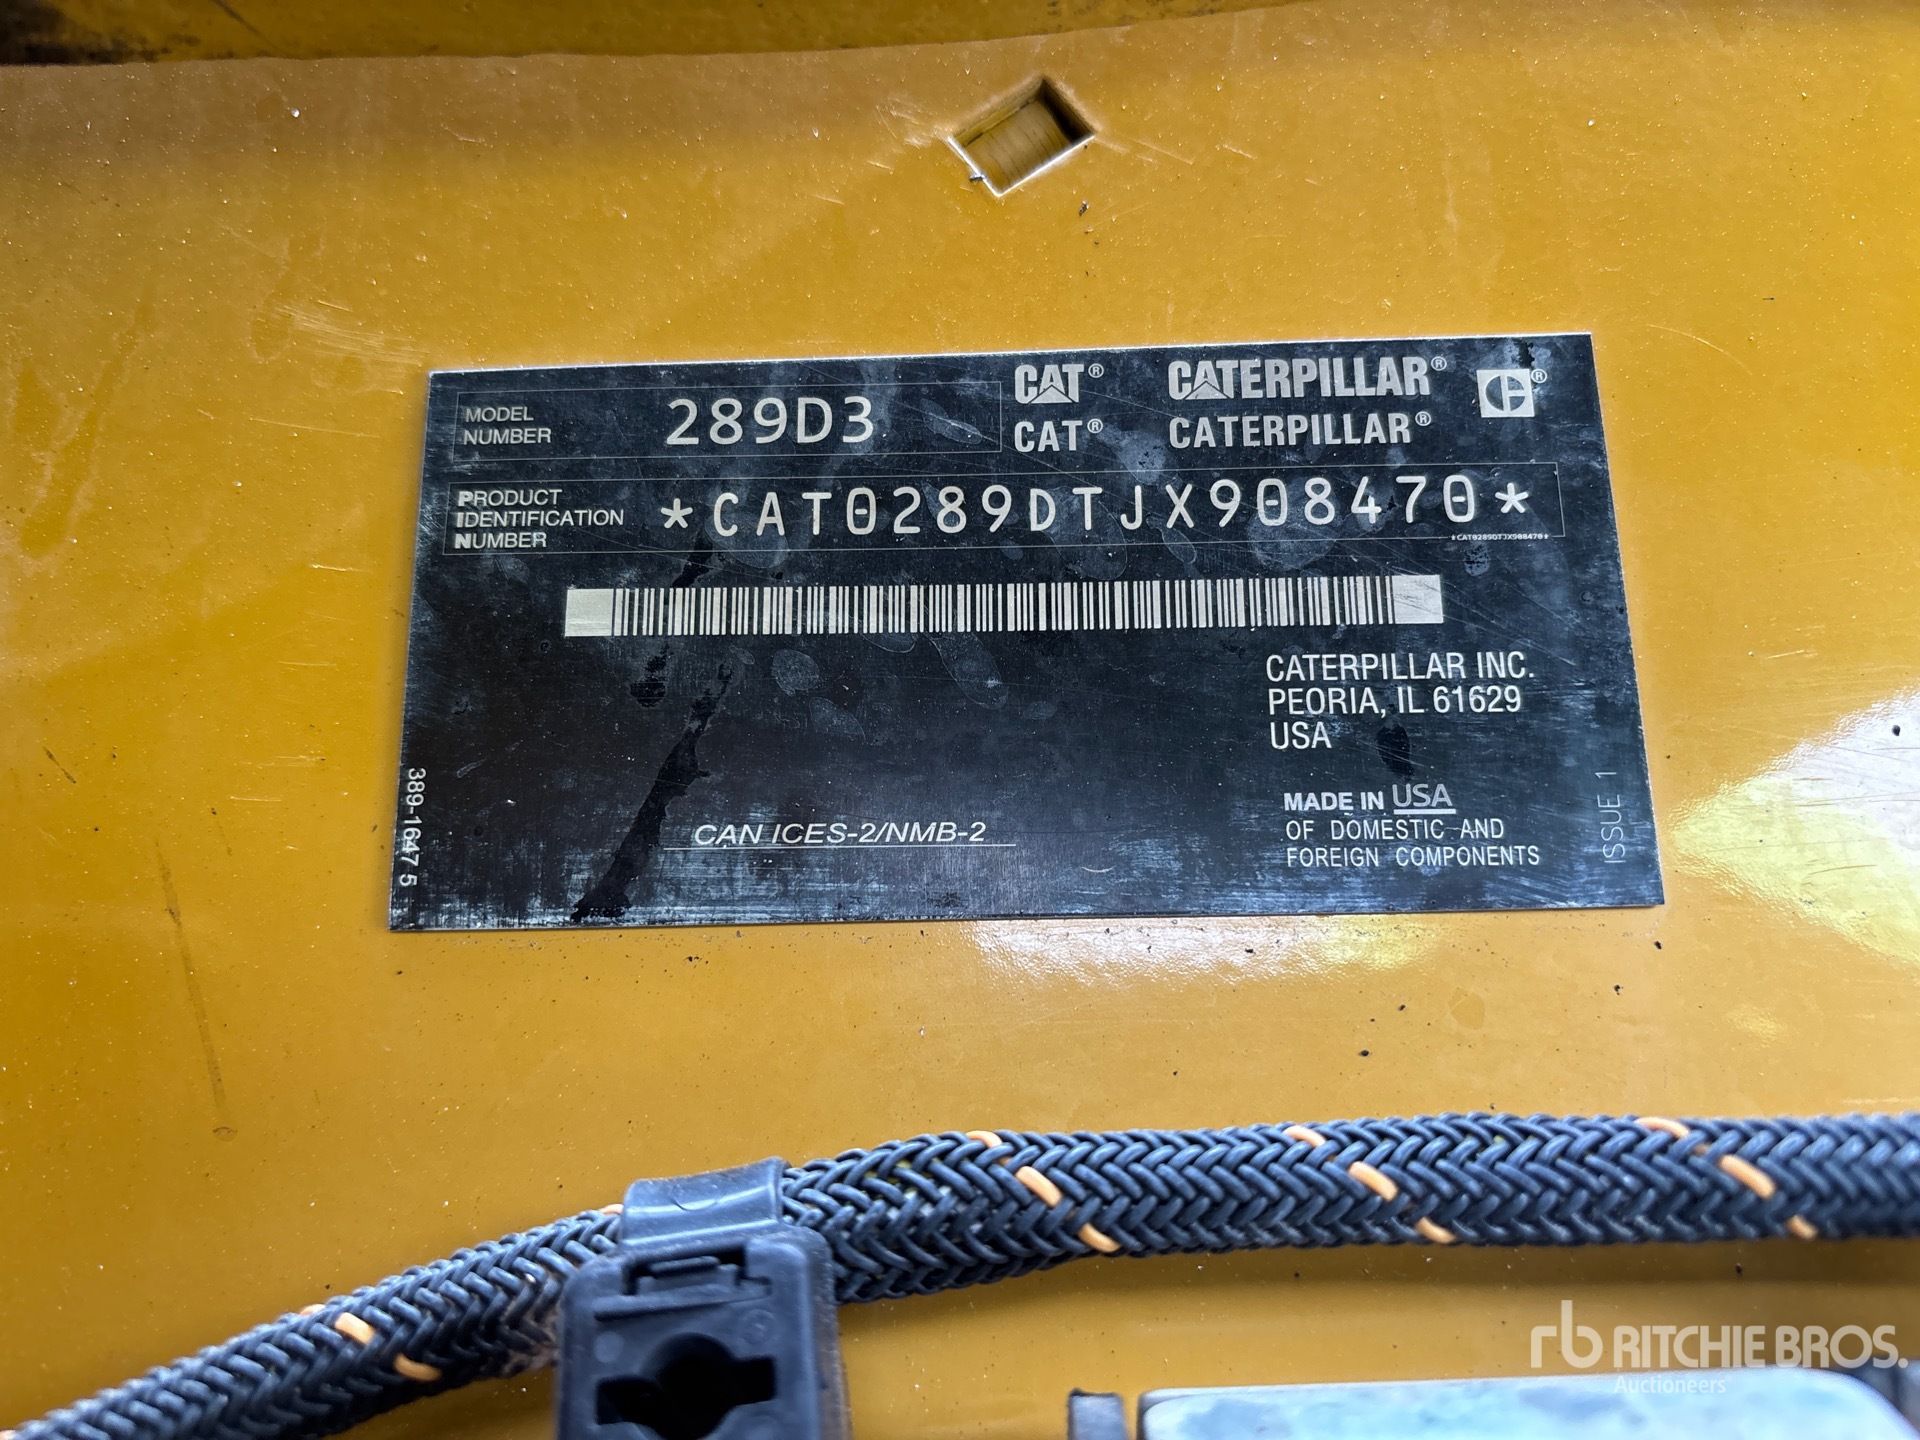 MODEL NUMBER 289D3
CAT® CATERPILLAR® ®
CAT® CATERPILLAR®
PRODUCT
IDENTIFICATION
NUMBER
*CAT0289DTJX908470*
*CAT0289DTJX908470*
CATERPILLAR INC.
PEORIA, IL 61629
USA
MADE IN USA
OF DOMESTIC AND
FOREIGN COMPONENTS
CAN ICES-2/NMB-2
389-1647 5
ISSUE 1
rb RITCHIE BROS.
Auctioneers